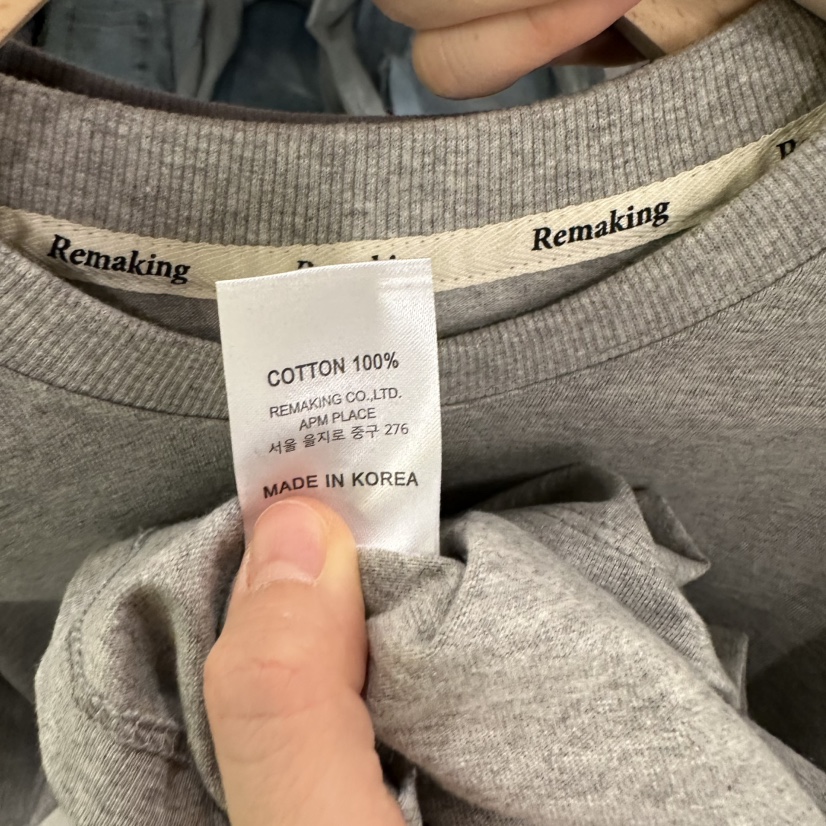 Remaking
Remaking
COTTON 100%
REMAKING CO.,LTD.
APM PLACE
서울 을지로 중구 276
MADE IN KOREA